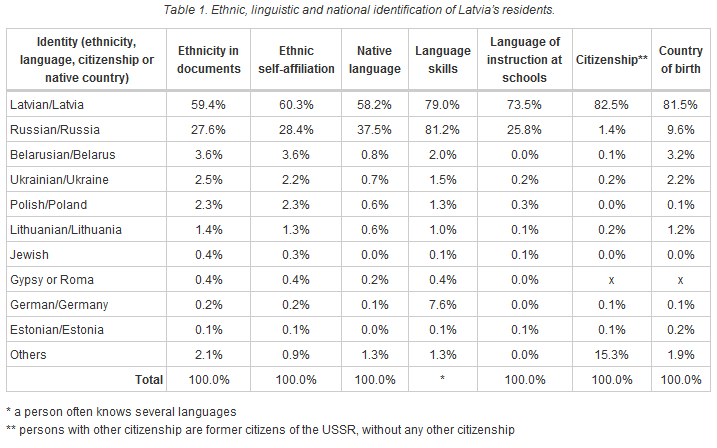 Table 1. Ethnic, linguistic and national identification of Latvia's residents.
Identity (ethnicity, language, citizenship or native country) Ethnicity in documents Ethnic self-affiliation Native language Language skills Language of instruction at schools Citizenship** Country of birth
Latvian/Latvia 59.4% 60.3% 58.2% 79.0% 73.5% 82.5% 81.5%
Russian/Russia 27.6% 28.4% 37.5% 81.2% 25.8% 1.4% 9.6%
Belarusian/Belarus 3.6% 3.6% 0.8% 2.0% 0.0% 0.1% 3.2%
Ukrainian/Ukraine 2.5% 2.2% 0.7% 1.5% 0.2% 0.2% 2.2%
Polish/Poland 2.3% 2.3% 0.6% 1.3% 0.3% 0.0% 0.1%
Lithuanian/Lithuania 1.4% 1.3% 0.6% 1.0% 0.1% 0.2% 1.2%
Jewish 0.4% 0.3% 0.0% 0.1% 0.1% 0.0% 0.0%
Gypsy or Roma 0.4% 0.4% 0.2% 0.4% 0.0% x x
German/Germany 0.2% 0.2% 0.1% 7.6% 0.0% 0.1% 0.1%
Estonian/Estonia 0.1% 0.1% 0.0% 0.1% 0.1% 0.1% 0.2%
Others 2.1% 0.9% 1.3% 1.3% 0.0% 15.3% 1.9%
Total 100.0% 100.0% 100.0% * 100.0% 100.0% 100.0%
* a person often knows several languages
** persons with other citizenship are former citizens of the USSR, without any other citizenship